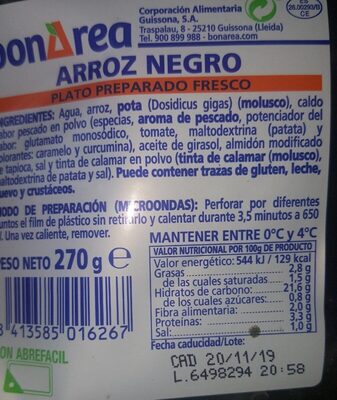 Corporación Alimentaria
Guissona, S.A.
Traspalau, 8 - 25210 Guissona (Lleida)
Tel. 900 899 988 - bonarea.com
ES
26.00293/B
CE
bonArea
ARROZ NEGRO
PLATO PREPARADO FRESCO
INGREDIENTES: Agua, arroz, pota (Dosidicus gigas) (molusco), caldo
sabor pescado en polvo (especias, aroma de pescado, potenciador del
sabor: glutamato monosódico, tomate, maltodextrina (patata) y
colorantes: caramelo y curcumina), aceite de girasol, almidón modificado
de tapioca, sal y tinta de calamar en polvo (tinta de calamar (molusco),
maltodextrina de patata y sal). Puede contener trazas de gluten, leche,
huevo y crustáceos.
MODO DE PREPARACIÓN (MICROONDAS): Perforar por diferentes
puntos el film de plástico sin retirarlo y calentar durante 3,5 minutos a 650
. Una vez caliente, remover.
MANTENER ENTRE 0°C y 4°C
PESO NETO 270 g e
VALOR NUTRICIONAL POR 100g DE PRODUCTO
Valor energético: 544 kJ / 129 kcal
Grasas 2,8 g
de las cuales saturadas 1,5 g
Hidratos de carbono: 21,6 g
de los cuales azúcares: 0,8 g
Fibra alimentaria: 2,0 g
Proteínas: 3,3 g
Sal: 1,0 g
8 413585 016267
Fecha caducidad/Lote:
CAD 20/11/19
L.6498294 20:58
CON ABREFACIL